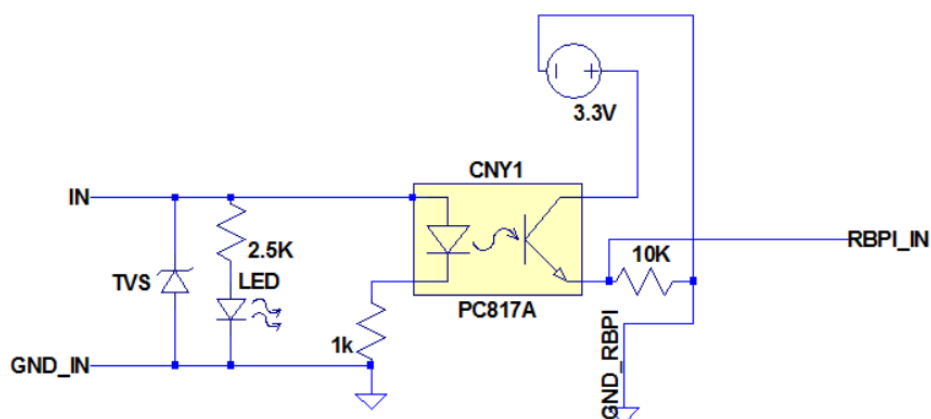 3.3V
CNY1
IN
2.5K
RBPI_IN
10K
LED
TVS
PC817A
1k
GND_IN
GND_RBPI